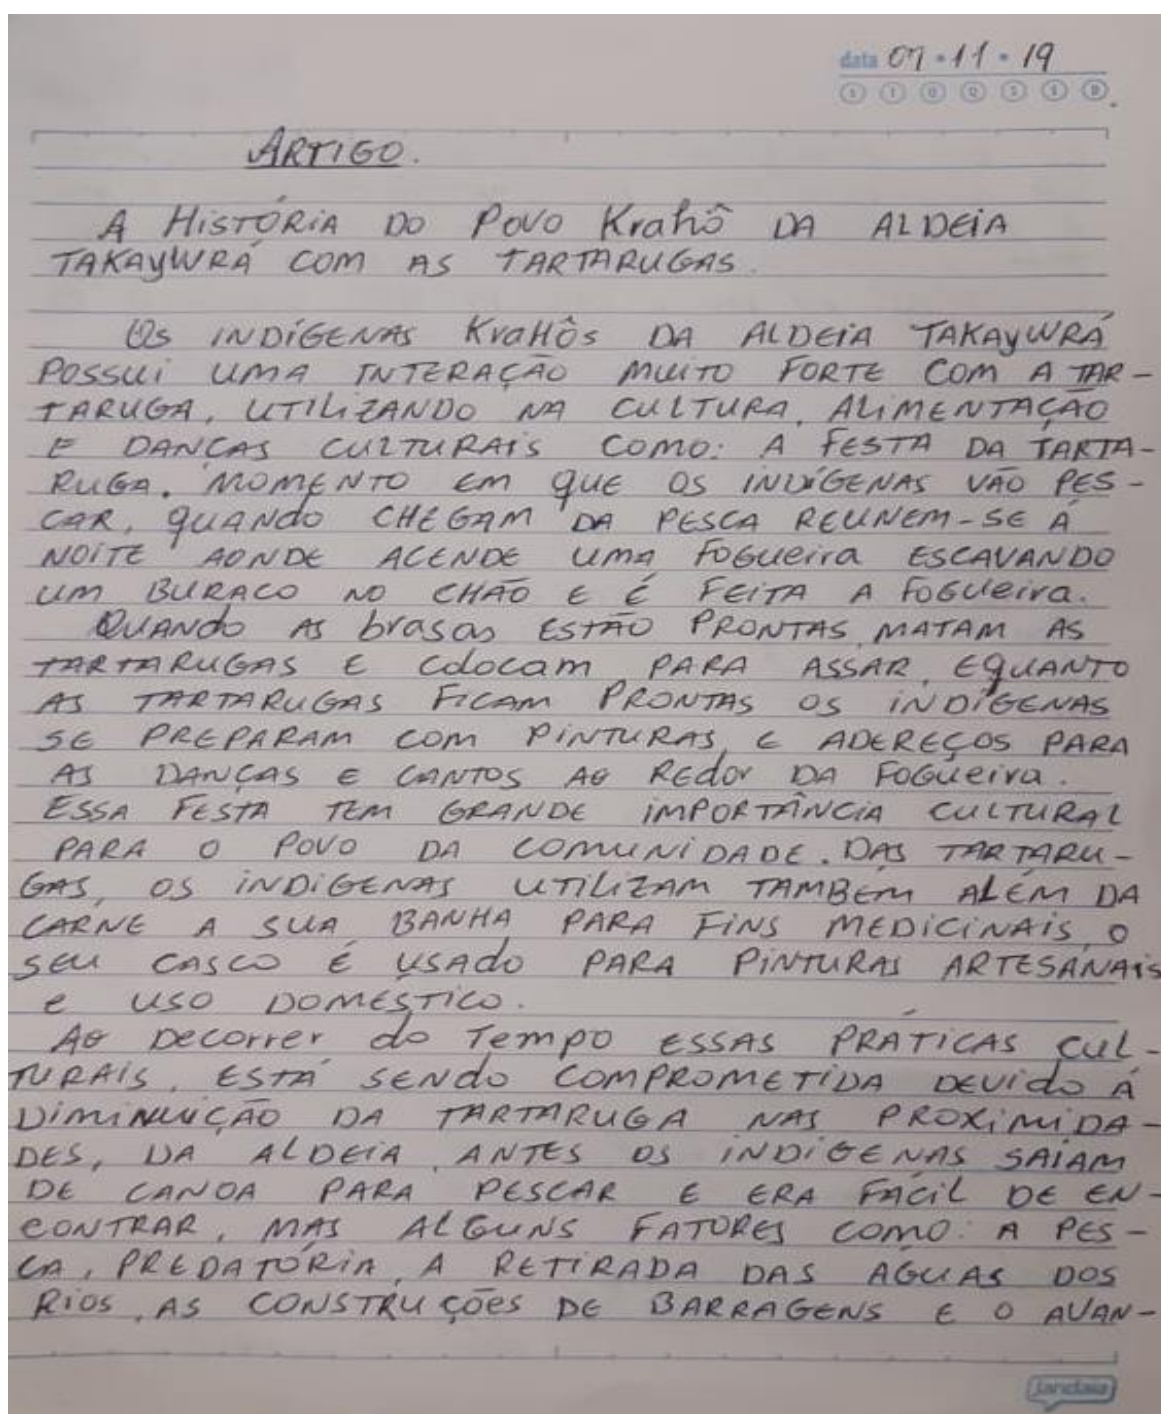 data 07 • 11 • 19
S T Q Q S S D
ARTIGO.
A HISTÓRIA DO POVO Krahô DA ALDEIA
TAKAYWRÁ COM AS TARTARUGAS.
Os INDÍGENAS KraHôs DA ALDEIA TAKAYWRÁ
POSSUI UMA INTERAÇÃO MUITO FORTE COM A TAR-
TARUGA, UTILIZANDO NA CULTURA, ALIMENTAÇÃO
E DANÇAS CULTURAIS COMO: A FESTA DA TARTA-
RUGA. MOMENTO EM QUE OS INDÍGENAS VÃO PES-
CAR, QUANDO CHEGAM DA PESCA REUNEM-SE Á
NOITE AONDE ACENDE UMA FOGUEIRA ESCAVANDO
UM BURACO NO CHÃO E É FEITA A FOGUEIRA.
QUANDO AS brasas ESTÃO PRONTAS, MATAM AS
TARTARUGAS E COLOCAM PARA ASSAR, EQUANTO
AS TARTARUGAS FICAM PRONTAS OS INDÍGENAS
SE PREPARAM COM PINTURAS, E ADEREÇOS PARA
AS DANÇAS E CANTOS AO REDOR DA FOGUEIRA.
ESSA FESTA TEM GRANDE IMPORTÂNCIA CULTURAL
PARA O POVO DA COMUNIDADE. DAS TARTARU-
GAS, OS INDIGENAS UTILIZAM TAMBÉM ALÉM DA
CARNE A SUA BANHA PARA FINS MEDICINAIS, O
SEU CASCO É USADO PARA PINTURAS ARTESANAIS
e USO DOMÉSTICO.
AO DECORRER do Tempo ESSAS PRÁTICAS CUL-
TURAIS, ESTÁ SENDO COMPROMETIDA DEVIDO Á
DIMINUIÇÃO DA TARTARUGA NAS PROXIMIDA-
DES, DA ALDEIA, ANTES OS INDIGENAS SAIAM
DE CANOA PARA PESCAR E ERA FÁCIL DE EN-
CONTRAR, MAS ALGUNS FATORES COMO: A PES-
CA, PREDATÓRIA, A RETIRADA DAS ÁGUAS DOS
RIOS, AS CONSTRUÇÕES DE BARRAGENS E O AVAN-
jandaia